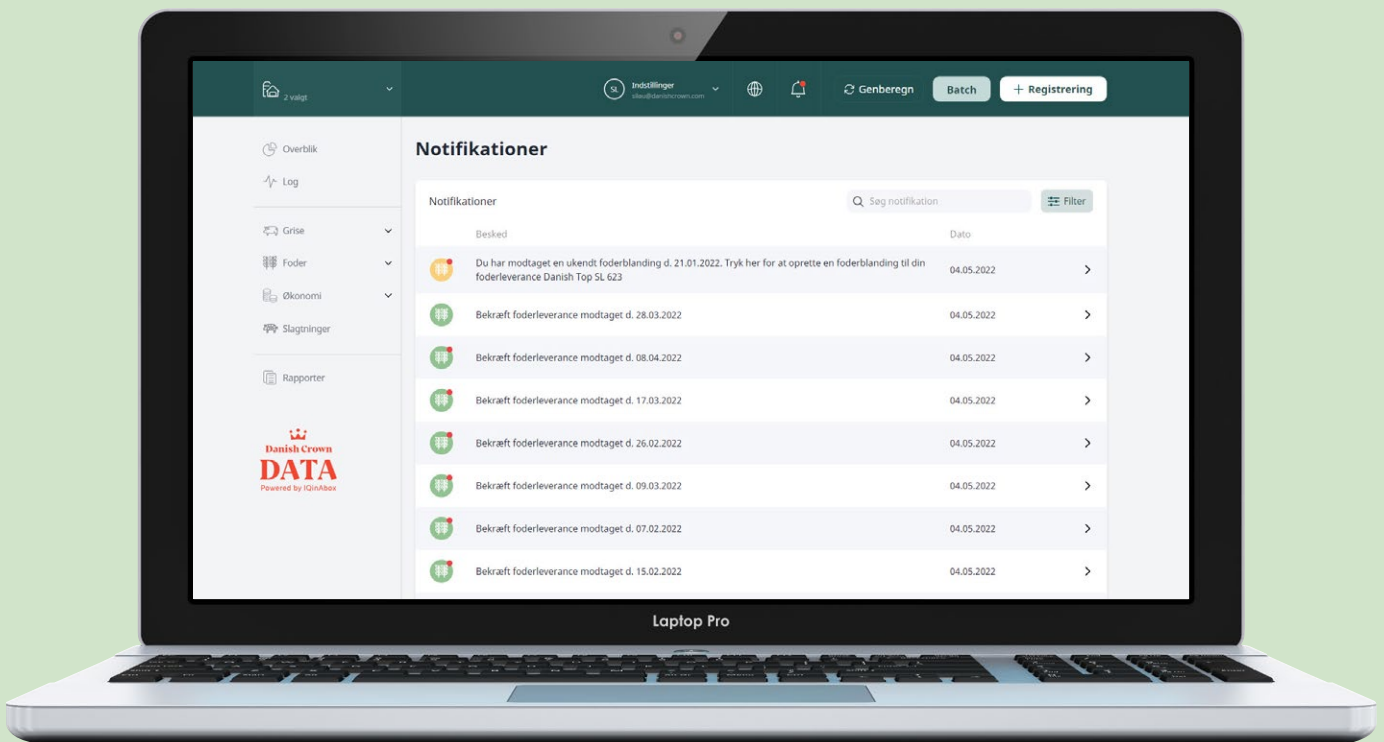 2 valgt
SL
Indstillinger
silau@danishcrown.com
Genberegn
Batch
+ Registrering
Overblik
Log
Grise
Foder
Økonomi
Slagtninger
Rapporter
Danish Crown
DATA
Powered by IQinAbox
Notifikationer
Notifikationer
Søg notifikation
Filter
Besked
Dato
Du har modtaget en ukendt foderblanding d. 21.01.2022. Tryk her for at oprette en foderblanding til din
foderleverance Danish Top SL 623
04.05.2022
Bekræft foderleverance modtaget d. 28.03.2022
04.05.2022
Bekræft foderleverance modtaget d. 08.04.2022
04.05.2022
Bekræft foderleverance modtaget d. 17.03.2022
04.05.2022
Bekræft foderleverance modtaget d. 26.02.2022
04.05.2022
Bekræft foderleverance modtaget d. 09.03.2022
04.05.2022
Bekræft foderleverance modtaget d. 07.02.2022
04.05.2022
Bekræft foderleverance modtaget d. 15.02.2022
04.05.2022
Laptop Pro